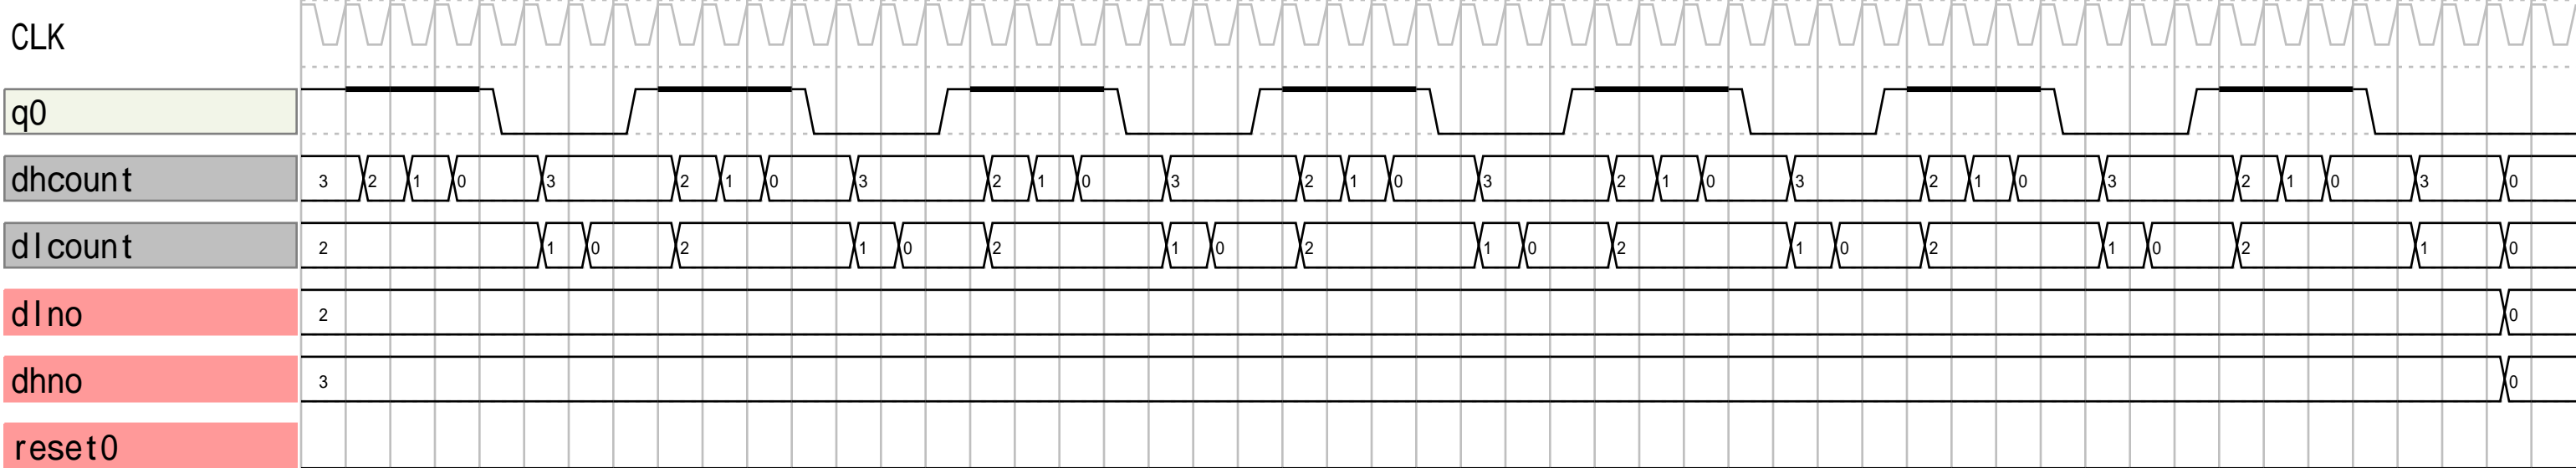 CLK
q0
dhcount 3 2 1 0 3 2 1 0 3 2 1 0 3 2 1 0 3 2 1 0 3 2 1 0 3 2 1 0 3 0
dlcount 2 1 0 2 1 0 2 1 0 2 1 0 2 1 0 2 1 0 2 1 0
dlno 2 0
dhno 3 0
reset0